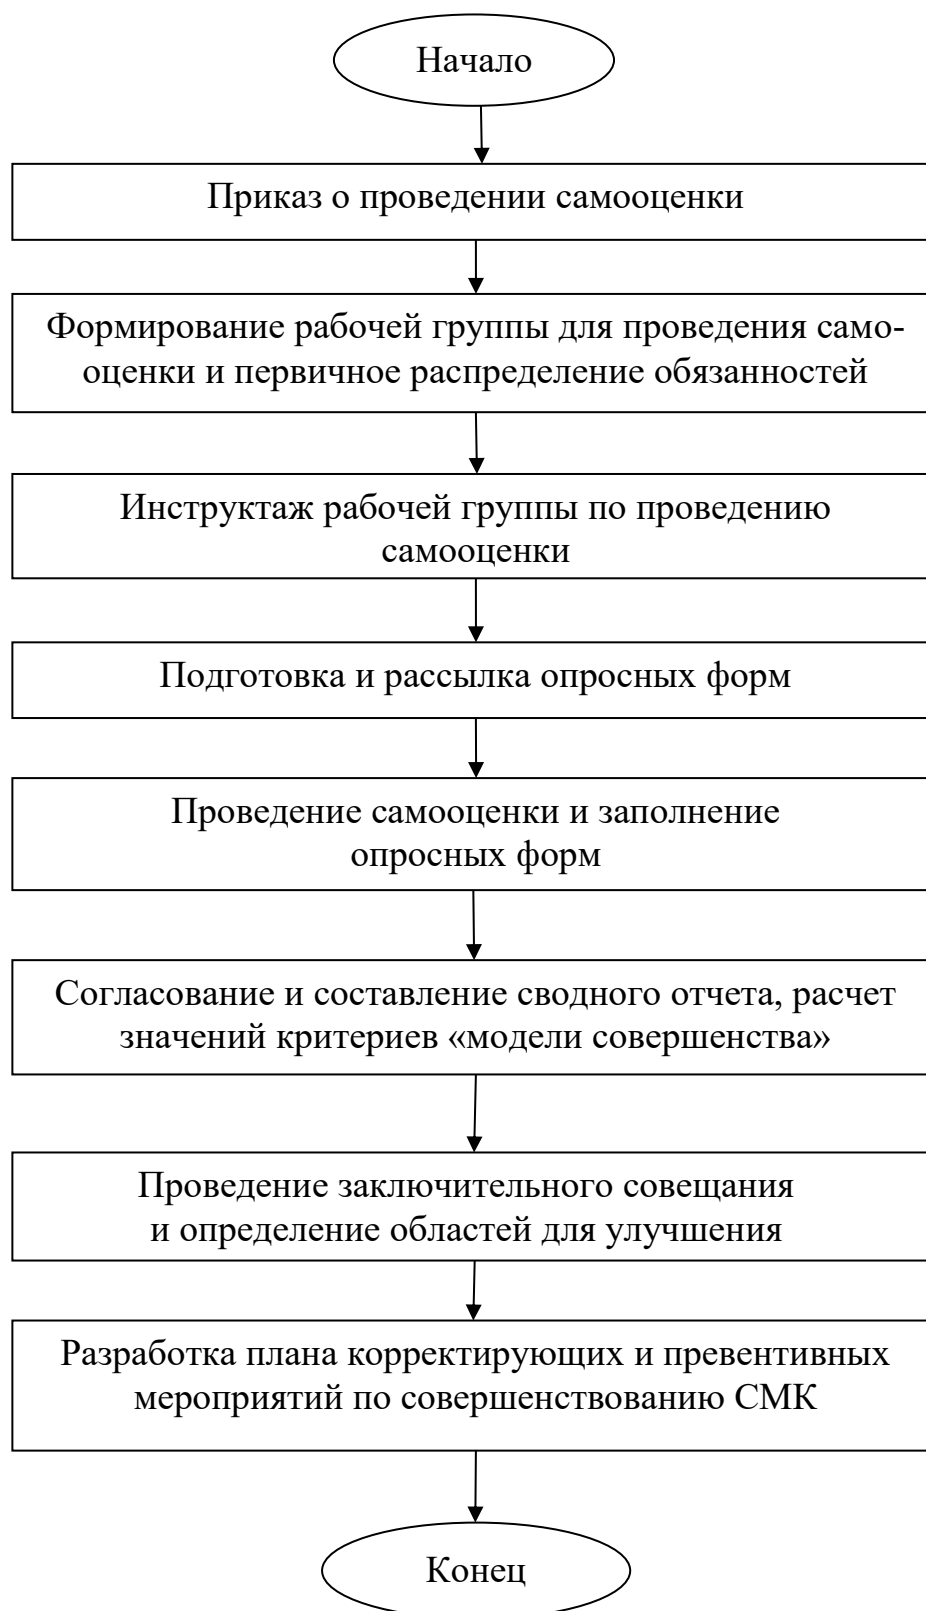 Начало
Приказ о проведении самооценки
Формирование рабочей группы для проведения само-
оценки и первичное распределение обязанностей
Инструктаж рабочей группы по проведению
самооценки
Подготовка и рассылка опросных форм
Проведение самооценки и заполнение
опросных форм
Согласование и составление сводного отчета, расчет
значений критериев «модели совершенства»
Проведение заключительного совещания
и определение областей для улучшения
Разработка плана корректирующих и превентивных
мероприятий по совершенствованию СМК
Конец